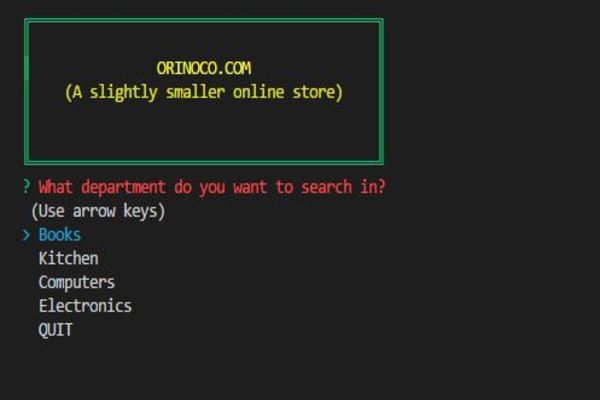 ORINOCO.COM
(A slightly smaller online store)
? What department do you want to search in?
(Use arrow keys)
> Books
Kitchen
Computers
Electronics
QUIT